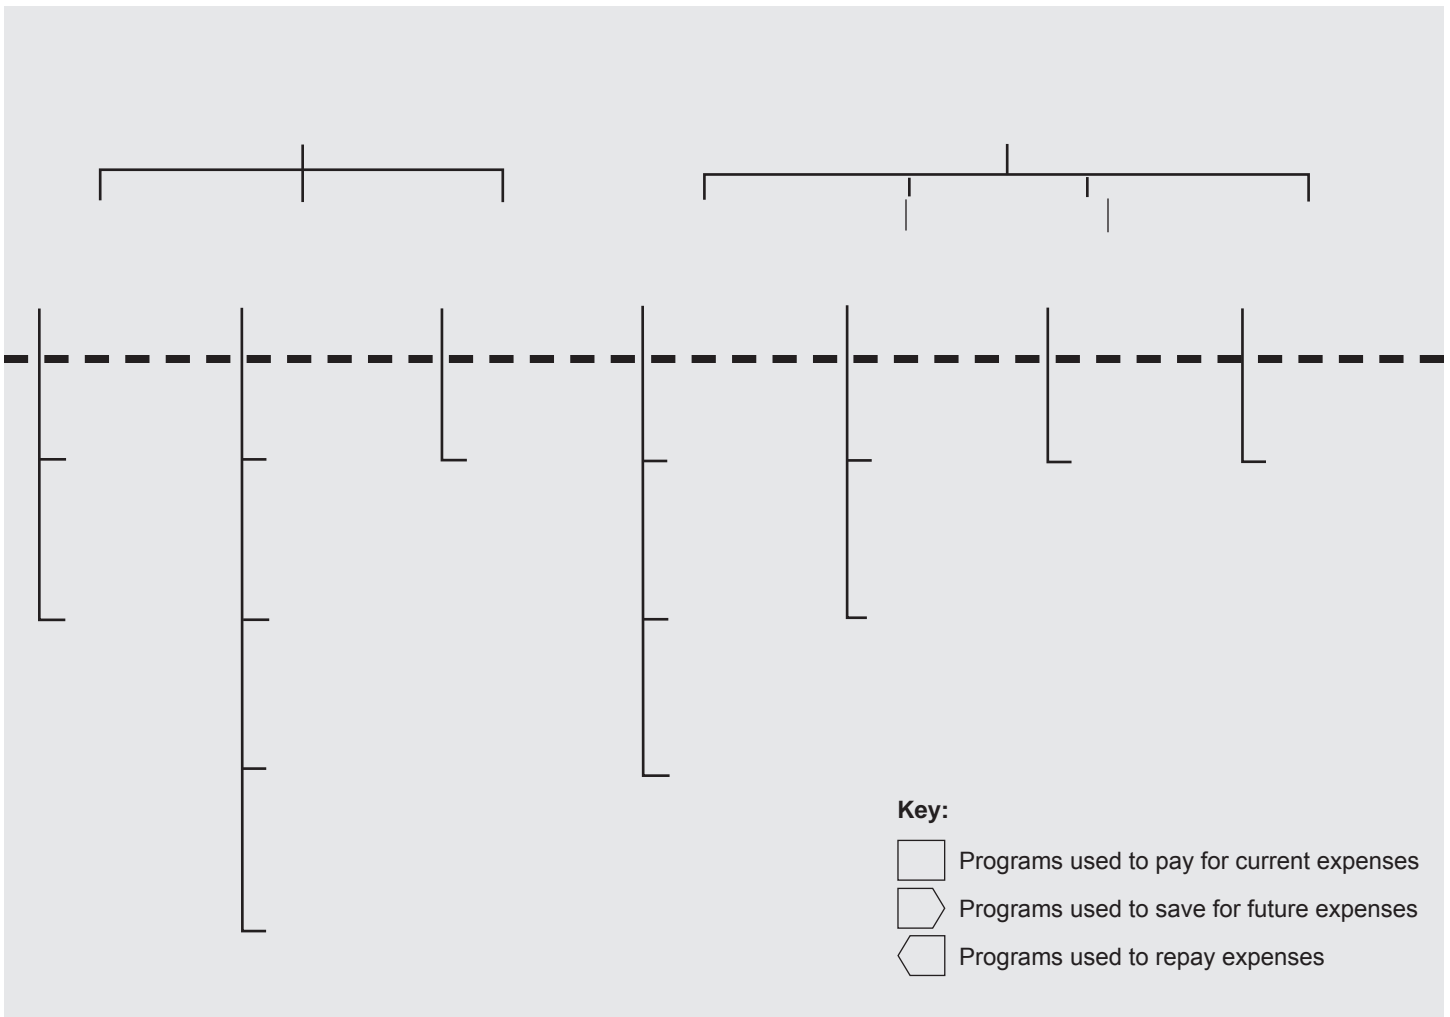 Key:
Programs used to pay for current expenses
Programs used to save for future expenses
Programs used to repay expenses